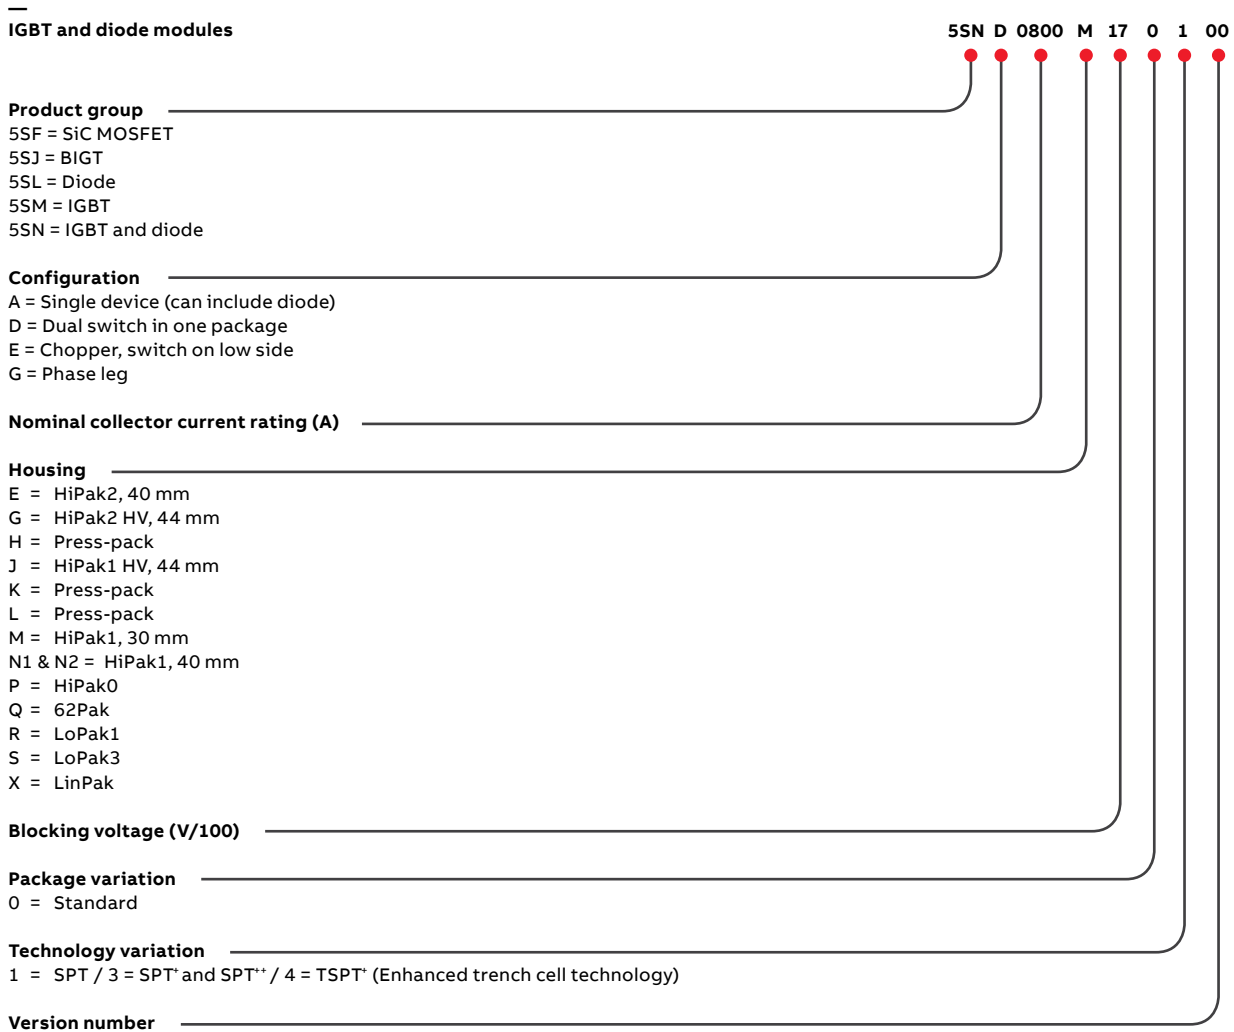 IGBT and diode modules
5SN D 0800 M 17 0 1 00
Product group
5SF = SiC MOSFET
5SJ = BIGT
5SL = Diode
5SM = IGBT
5SN = IGBT and diode
Configuration
A = Single device (can include diode)
D = Dual switch in one package
E = Chopper, switch on low side
G = Phase leg
Nominal collector current rating (A)
Housing
E = HiPak2, 40 mm
G = HiPak2 HV, 44 mm
H = Press-pack
J = HiPak1 HV, 44 mm
K = Press-pack
L = Press-pack
M = HiPak1, 30 mm
N1 & N2 = HiPak1, 40 mm
P = HiPak0
Q = 62Pak
R = LoPak1
S = LoPak3
X = LinPak
Blocking voltage (V/100)
Package variation
0 = Standard
Technology variation
1 = SPT / 3 = SPT⁺ and SPT⁺⁺ / 4 = TSPT⁺ (Enhanced trench cell technology)
Version number